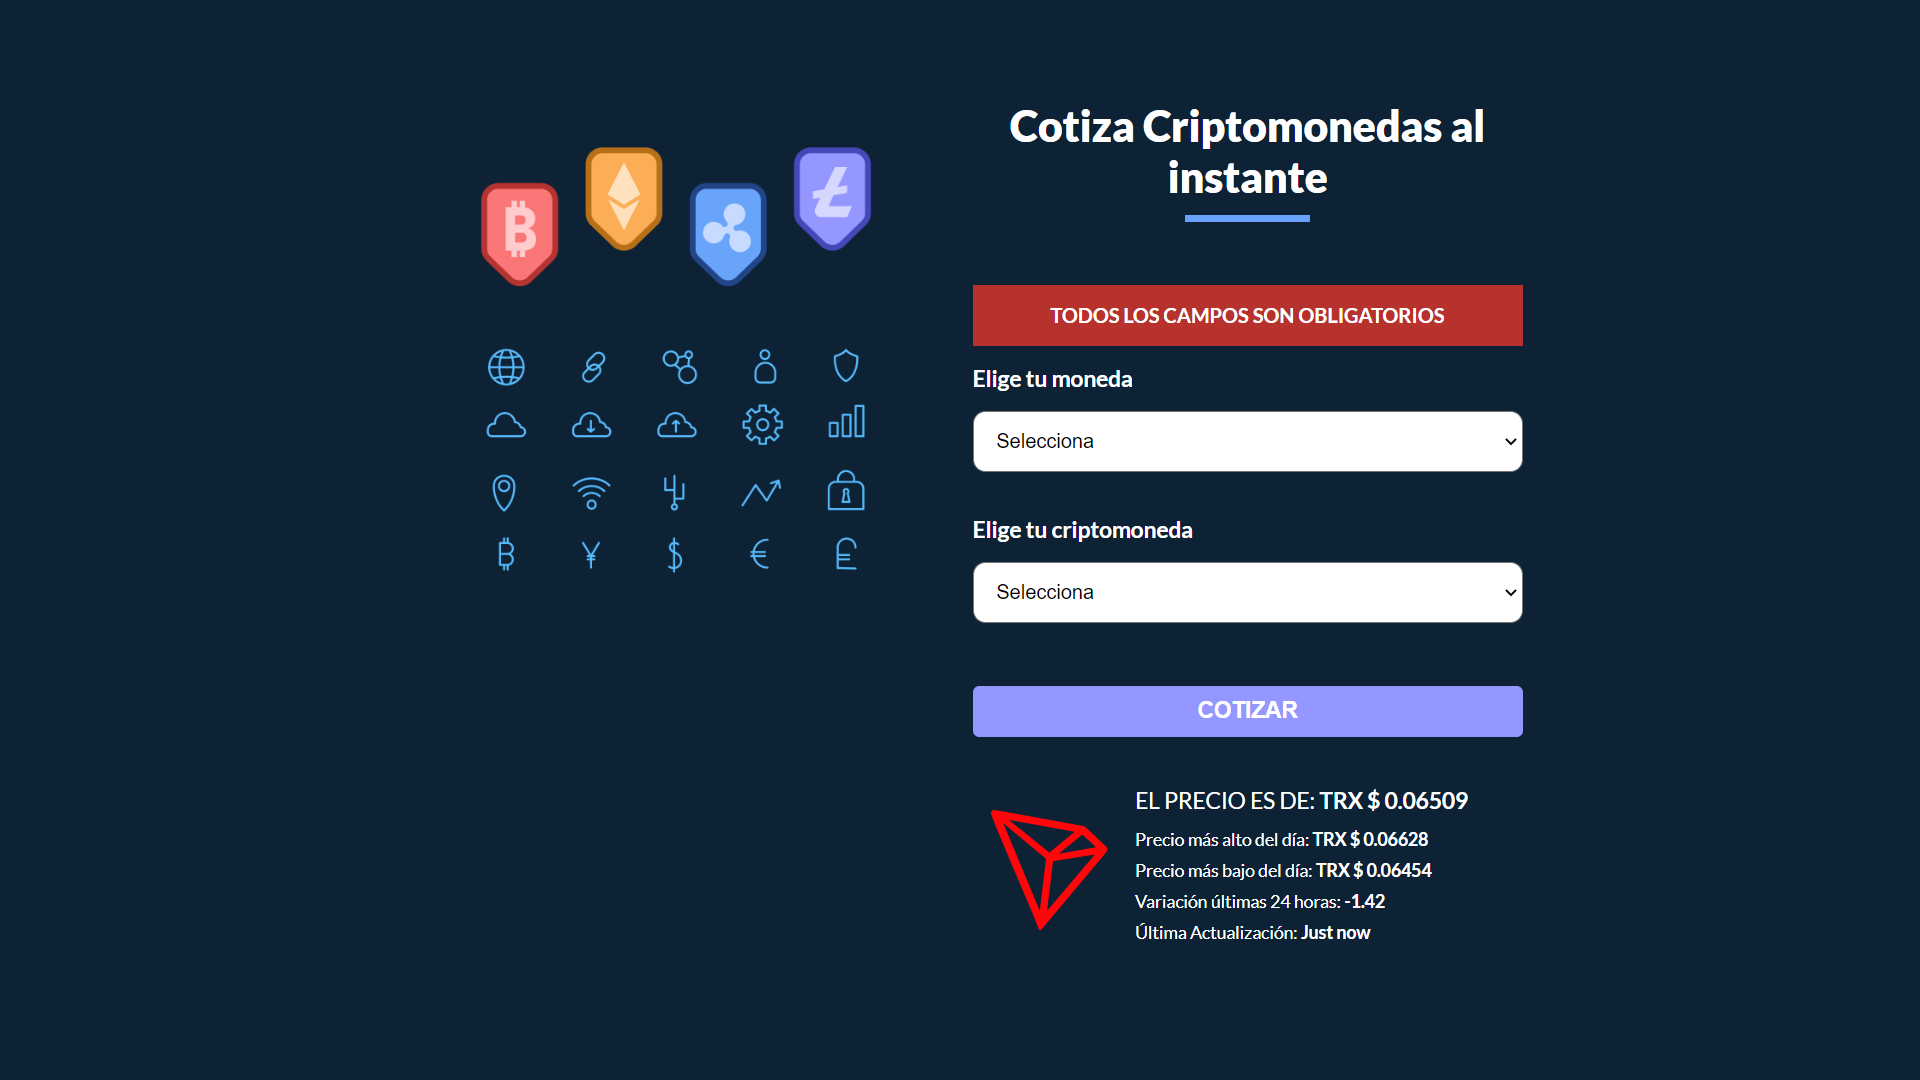 Cotiza Criptomonedas al
instante
TODOS LOS CAMPOS SON OBLIGATORIOS
Elige tu moneda
Selecciona
Elige tu criptomoneda
Selecciona
COTIZAR
EL PRECIO ES DE: TRX $ 0.06509
Precio más alto del día: TRX $ 0.06628
Precio más bajo del día: TRX $ 0.06454
Variación últimas 24 horas: -1.42
Última Actualización: Just now